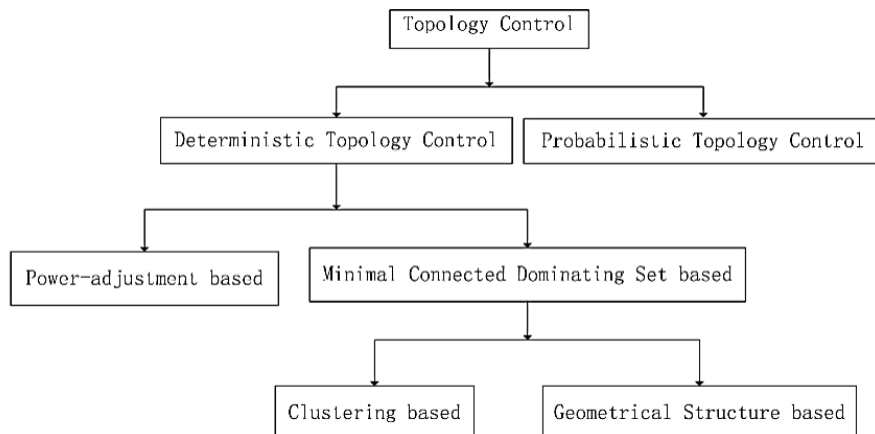 Topology Control
Deterministic Topology Control
Probabilistic Topology Control
Power-adjustment based
Minimal Connected Dominating Set based
Clustering based
Geometrical Structure based